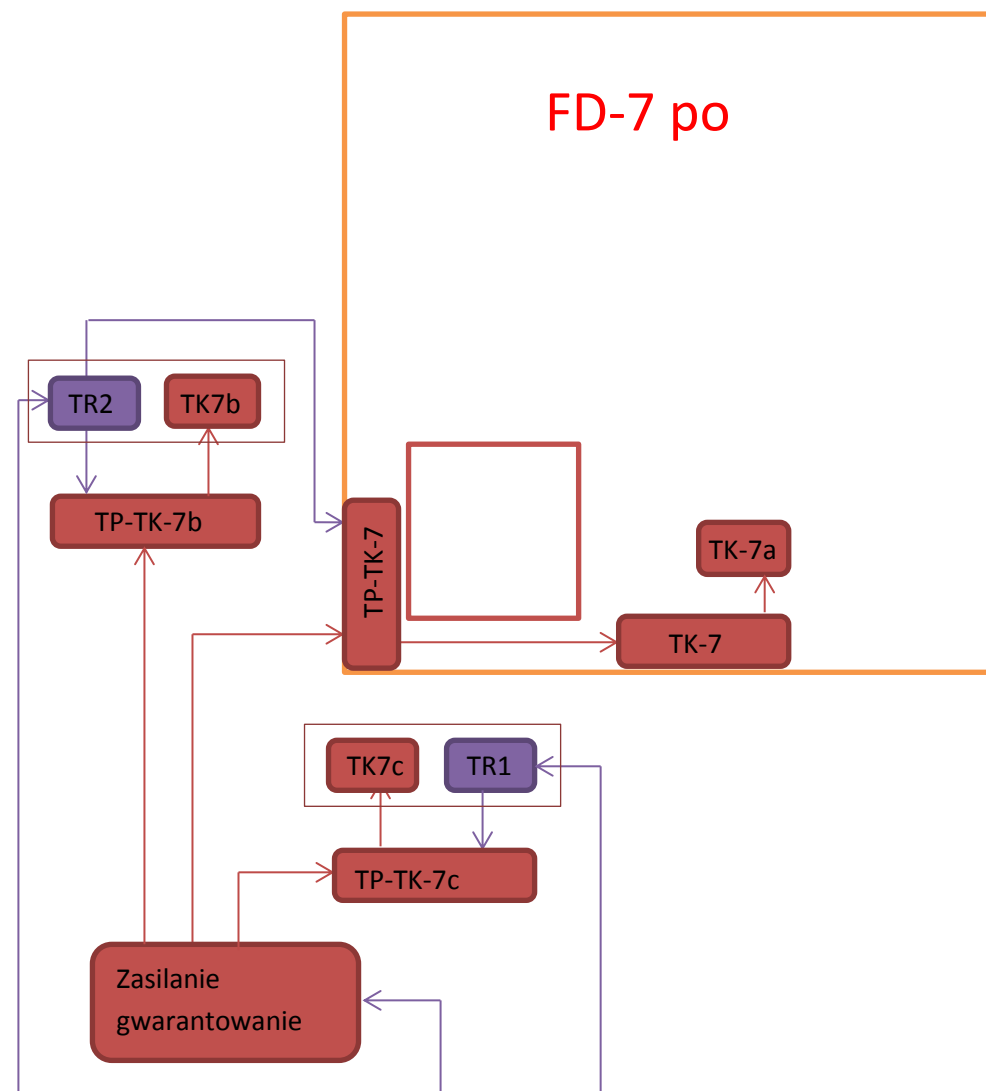 FD-7 po
TR2
TK7b
TP-TK-7b
TP-TK-7
TK-7a
TK-7
TK7c
TR1
TP-TK-7c
Zasilanie
gwarantowanie